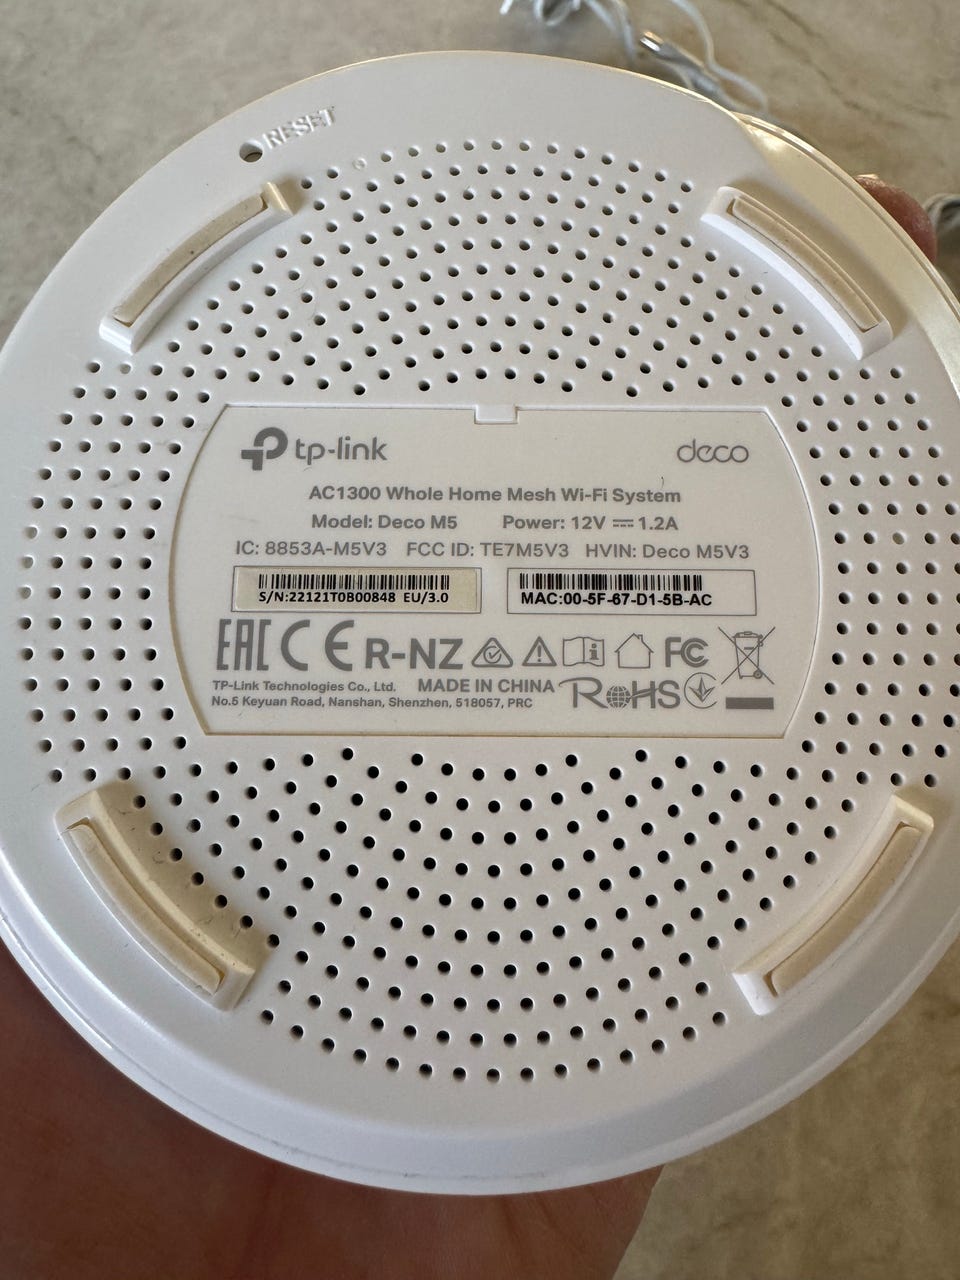 RESET
tp-link deco
AC1300 Whole Home Mesh Wi-Fi System
Model: Deco M5 Power: 12V ⎓ 1.2A
IC: 8853A-M5V3 FCC ID: TE7M5V3 HVIN: Deco M5V3
S/N:22121T0B00848 EU/3.0 MAC:00-5F-67-D1-5B-AC
EAC CE R-NZ FC
TP-Link Technologies Co., Ltd. MADE IN CHINA RoHS
No.5 Keyuan Road, Nanshan, Shenzhen, 518057, PRC